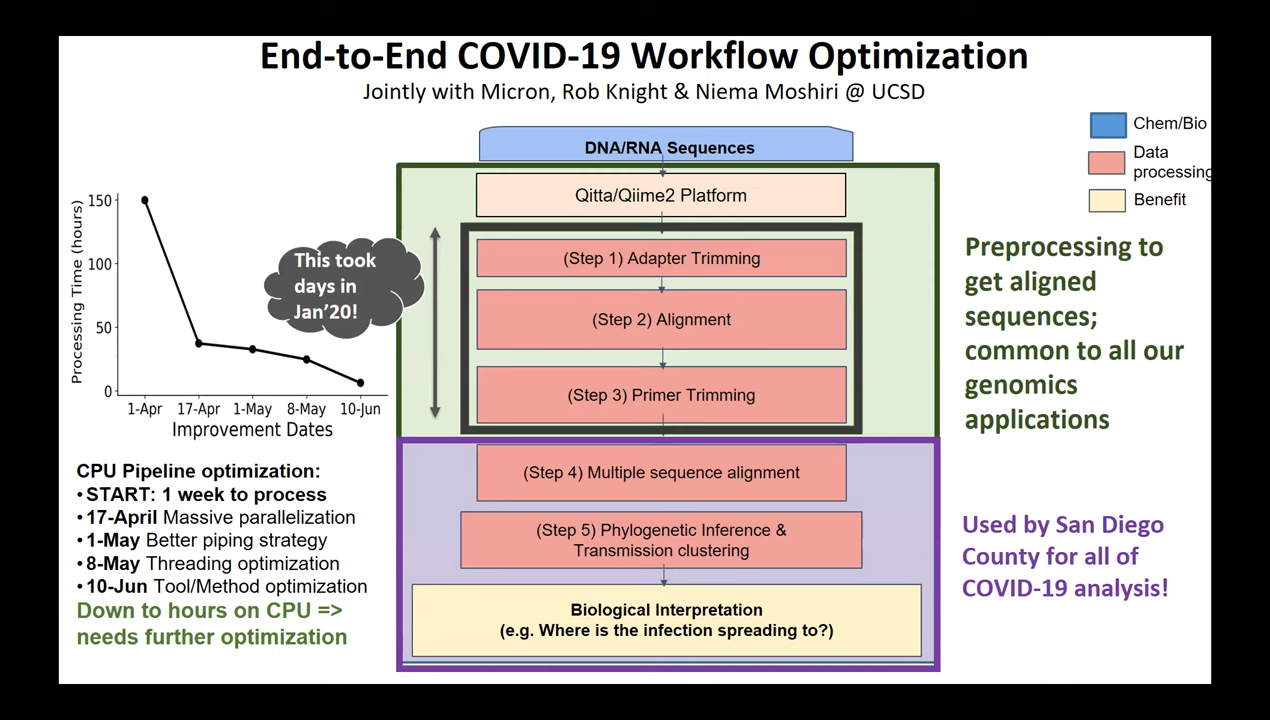 End-to-End COVID-19 Workflow Optimization
Jointly with Micron, Rob Knight & Niema Moshiri @ UCSD
Chem/Bio
Data
processing
Benefit
DNA/RNA Sequences
Qitta/Qiime2 Platform
(Step 1) Adapter Trimming
(Step 2) Alignment
(Step 3) Primer Trimming
(Step 4) Multiple sequence alignment
(Step 5) Phylogenetic Inference &
Transmission clustering
Biological Interpretation
(e.g. Where is the infection spreading to?)
Processing Time (hours)
150
100
50
0
1-Apr 17-Apr 1-May 8-May 10-Jun
Improvement Dates
This took
days in
Jan'20!
CPU Pipeline optimization:
• START: 1 week to process
• 17-April Massive parallelization
• 1-May Better piping strategy
• 8-May Threading optimization
• 10-Jun Tool/Method optimization
Down to hours on CPU =>
needs further optimization
Preprocessing to
get aligned
sequences;
common to all our
genomics
applications
Used by San Diego
County for all of
COVID-19 analysis!